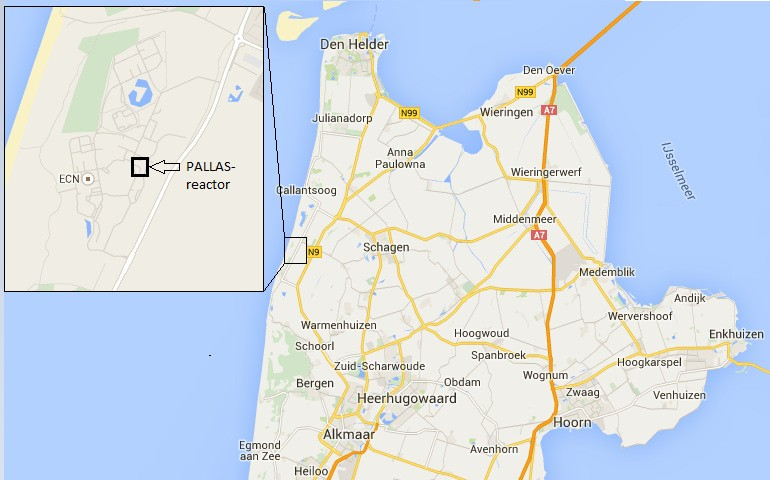 PALLAS-
reactor
ECN
Den Helder
Den Oever
N99
N99
A7
Julianadorp
Wieringen
Anna
Paulowna
Wieringerwerf
IJsselmeer
Callantsoog
Middenmeer
A7
N9
Schagen
Medemblik
Andijk
Warmenhuizen
Wervershoof
Hoogwoud
Enkhuizen
Schoorl
Spanbroek
Zuid-Scharwoude
Hoogkarspel
Wognum
Bergen
Obdam
Zwaag
Venhuizen
Heerhugowaard
Hoorn
Alkmaar
Egmond
aan Zee
Avenhorn
Heiloo